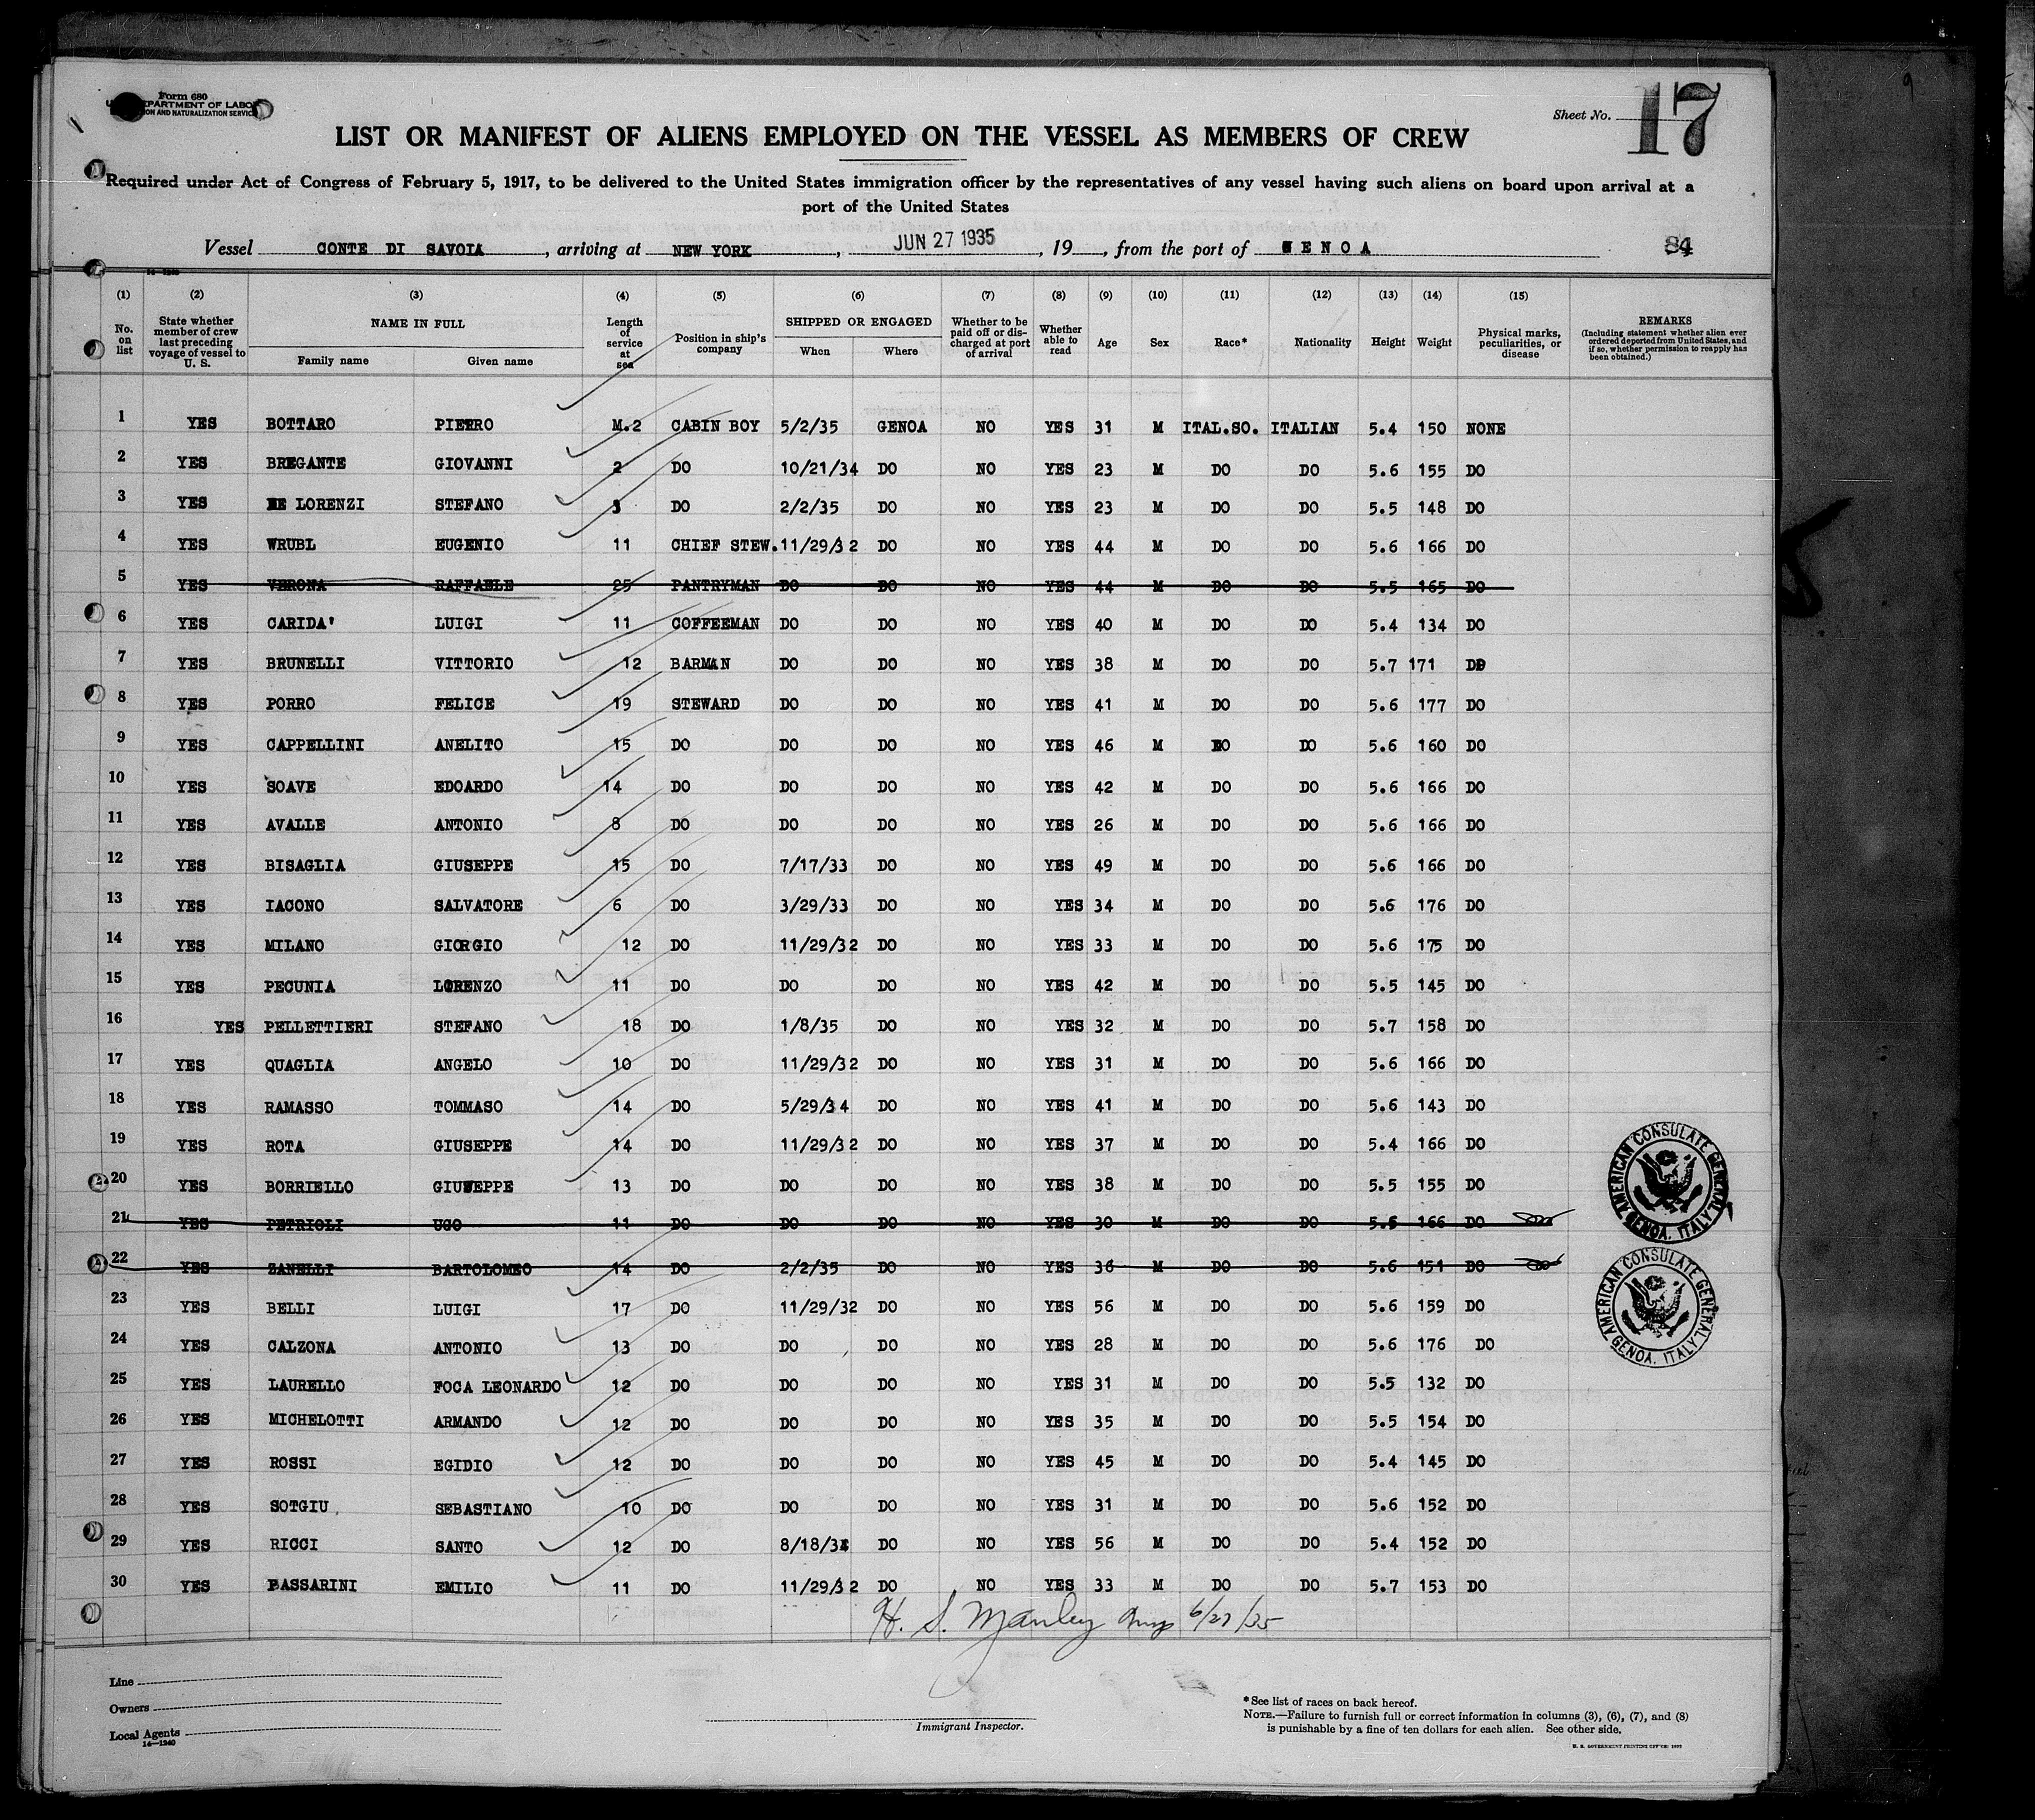 Form 680
DEPARTMENT OF LABOR
ION AND NATURALIZATION SERVICE
Sheet No. 17
LIST OR MANIFEST OF ALIENS EMPLOYED ON THE VESSEL AS MEMBERS OF CREW
Required under Act of Congress of February 5, 1917, to be delivered to the United States immigration officer by the representatives of any vessel having such aliens on board upon arrival at a
port of the United States
Vessel CONTE DI SAVOIA, arriving at NEW YORK, JUN 27 1935, 19, from the port of GENOA 84
(1) (2) (3) (4) (5) (6) (7) (8) (9) (10) (11) (12) (13) (14) (15)
No. on list State whether member of crew last preceding voyage of vessel to U. S. NAME IN FULL Family name Given name Length of service at sea Position in ship's company SHIPPED OR ENGAGED When Where Whether to be paid off or discharged at port of arrival Whether able to read Age Sex Race* Nationality Height Weight Physical marks, peculiarities, or disease REMARKS (Including statement whether alien ever ordered deported from United States, and if so, whether permission to reapply has been obtained.)
1 YES BOTTARO PIETRO M.2 CABIN BOY 5/2/35 GENOA NO YES 31 M ITAL.SO. ITALIAN 5.4 150 NONE
2 YES BREGANTE GIOVANNI 2 DO 10/21/34 DO NO YES 23 M DO DO 5.6 155 DO
3 YES DE LORENZI STEFANO 3 DO 2/2/35 DO NO YES 23 M DO DO 5.5 148 DO
4 YES WRUBL EUGENIO 11 CHIEF STEW. 11/29/32 DO NO YES 44 M DO DO 5.6 166 DO
5 YES VERONA RAFFAELE 25 PANTRYMAN DO DO NO YES 44 M DO DO 5.5 165 DO
6 YES CARIDA' LUIGI 11 COFFEEMAN DO DO NO YES 40 M DO DO 5.4 134 DO
7 YES BRUNELLI VITTORIO 12 BARMAN DO DO NO YES 38 M DO DO 5.7 171 DO
8 YES PORRO FELICE 19 STEWARD DO DO NO YES 41 M DO DO 5.6 177 DO
9 YES CAPPELLINI ANELITO 15 DO DO DO NO YES 46 M DO DO 5.6 160 DO
10 YES SOAVE EDOARDO 14 DO DO DO NO YES 42 M DO DO 5.6 166 DO
11 YES AVALLE ANTONIO 8 DO DO DO NO YES 26 M DO DO 5.6 166 DO
12 YES BISAGLIA GIUSEPPE 15 DO 7/17/33 DO NO YES 49 M DO DO 5.6 166 DO
13 YES IACONO SALVATORE 6 DO 3/29/33 DO NO YES 34 M DO DO 5.6 176 DO
14 YES MILANO GIORGIO 12 DO 11/29/32 DO NO YES 33 M DO DO 5.6 175 DO
15 YES PECUNIA LORENZO 11 DO DO DO NO YES 42 M DO DO 5.5 145 DO
16 YES PELLETTIERI STEFANO 18 DO 1/8/35 DO NO YES 32 M DO DO 5.7 158 DO
17 YES QUAGLIA ANGELO 10 DO 11/29/32 DO NO YES 31 M DO DO 5.6 166 DO
18 YES RAMASSO TOMMASO 14 DO 5/29/34 DO NO YES 41 M DO DO 5.6 143 DO
19 YES ROTA GIUSEPPE 14 DO 11/29/32 DO NO YES 37 M DO DO 5.4 166 DO
20 YES BORRIELLO GIUSEPPE 13 DO DO DO NO YES 38 M DO DO 5.5 155 DO
21 YES PETRIOLI UGO 11 DO DO DO NO YES 30 M DO DO 5.5 166 DO
22 YES ZANELLI BARTOLOMEO 14 DO 2/2/35 DO NO YES 36 M DO DO 5.6 151 DO
23 YES BELLI LUIGI 17 DO 11/29/32 DO NO YES 56 M DO DO 5.6 159 DO
24 YES CALZONA ANTONIO 13 DO DO DO NO YES 28 M DO DO 5.6 176 DO
25 YES LAURELLO FOCA LEONARDO 12 DO DO DO NO YES 31 M DO DO 5.5 132 DO
26 YES MICHELOTTI ARMANDO 12 DO DO DO NO YES 35 M DO DO 5.5 154 DO
27 YES ROSSI EGIDIO 12 DO DO DO NO YES 45 M DO DO 5.4 145 DO
28 YES SOTGIU SEBASTIANO 10 DO DO DO NO YES 31 M DO DO 5.6 152 DO
29 YES RICCI SANTO 12 DO 8/18/34 DO NO YES 56 M DO DO 5.4 152 DO
30 YES BASSARINI EMILIO 11 DO 11/29/32 DO NO YES 33 M DO DO 5.7 153 DO
AMERICAN CONSULATE GENERAL GENOA, ITALY
AMERICAN CONSULATE GENERAL GENOA, ITALY
H. S. Manley 6/27/35
Line
Owners
Local Agents
14—1240
Immigrant Inspector.
*See list of races on back hereof.
NOTE.—Failure to furnish full or correct information in columns (3), (6), (7), and (8)
is punishable by a fine of ten dollars for each alien. See other side.
U. S. GOVERNMENT PRINTING OFFICE: